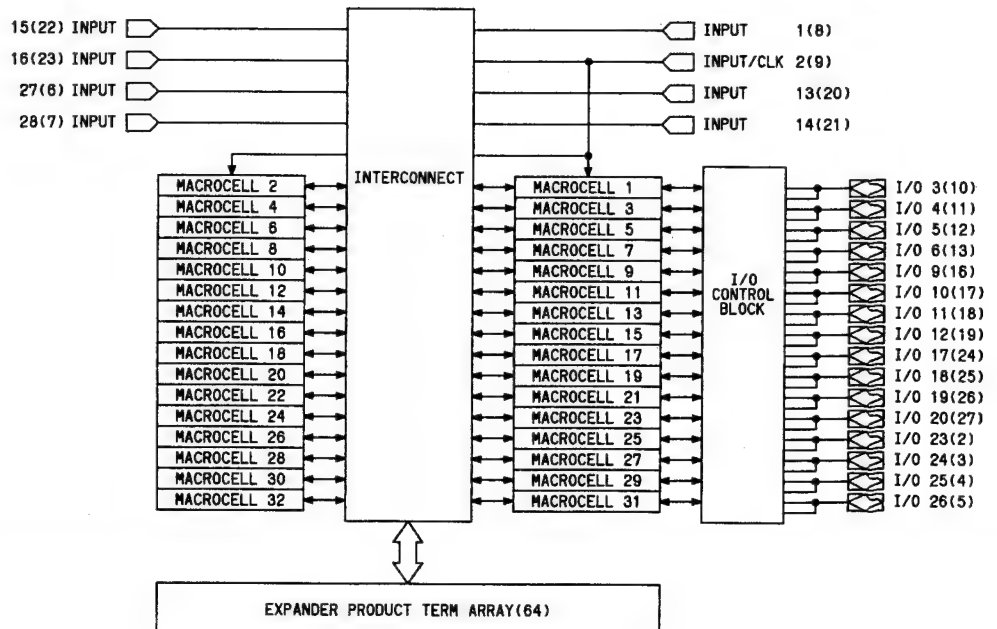 15(22) INPUT
16(23) INPUT
27(6) INPUT
28(7) INPUT
INPUT 1(8)
INPUT/CLK 2(9)
INPUT 13(20)
INPUT 14(21)
INTERCONNECT
MACROCELL 2
MACROCELL 4
MACROCELL 6
MACROCELL 8
MACROCELL 10
MACROCELL 12
MACROCELL 14
MACROCELL 16
MACROCELL 18
MACROCELL 20
MACROCELL 22
MACROCELL 24
MACROCELL 26
MACROCELL 28
MACROCELL 30
MACROCELL 32
MACROCELL 1
MACROCELL 3
MACROCELL 5
MACROCELL 7
MACROCELL 9
MACROCELL 11
MACROCELL 13
MACROCELL 15
MACROCELL 17
MACROCELL 19
MACROCELL 21
MACROCELL 23
MACROCELL 25
MACROCELL 27
MACROCELL 29
MACROCELL 31
I/O
CONTROL
BLOCK
I/O 3(10)
I/O 4(11)
I/O 5(12)
I/O 6(13)
I/O 9(16)
I/O 10(17)
I/O 11(18)
I/O 12(19)
I/O 17(24)
I/O 18(25)
I/O 19(26)
I/O 20(27)
I/O 23(2)
I/O 24(3)
I/O 25(4)
I/O 26(5)
EXPANDER PRODUCT TERM ARRAY(64)